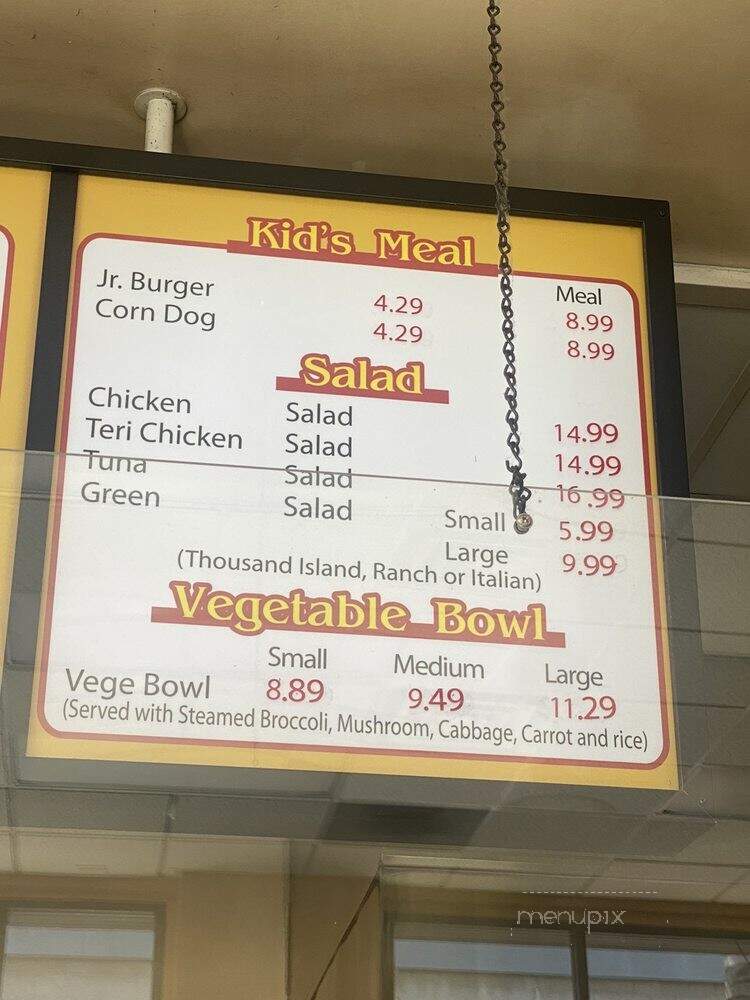 Kid's Meal
Meal
Jr. Burger 4.29 8.99
Corn Dog 4.29 8.99
Salad
Chicken Salad 14.99
Teri Chicken Salad 14.99
Tuna Salad 16.99
Green Salad Small 5.99
Large 9.99
(Thousand Island, Ranch or Italian)
Vegetable Bowl
Small Medium Large
Vege Bowl 8.89 9.49 11.29
(Served with Steamed Broccoli, Mushroom, Cabbage, Carrot and rice)
menupix